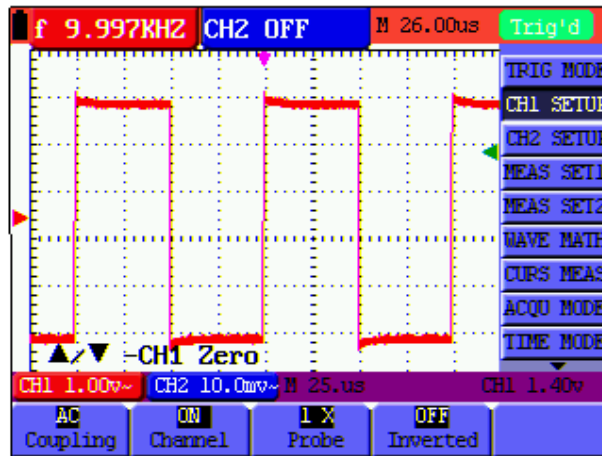 f 9.997KHZ CH2 OFF M 26.00us Trig'd
TRIG MODE
CH1 SETUP
CH2 SETUP
MEAS SET1
MEAS SET2
WAVE MATH
CURS MEAS
ACQU MODE
TIME MODE
▲/▼ -CH1 Zero
CH1 1.00v~ CH2 10.0mv~ M 25.us CH1 1.40v
AC ON 1 X OFF
Coupling Channel Probe Inverted